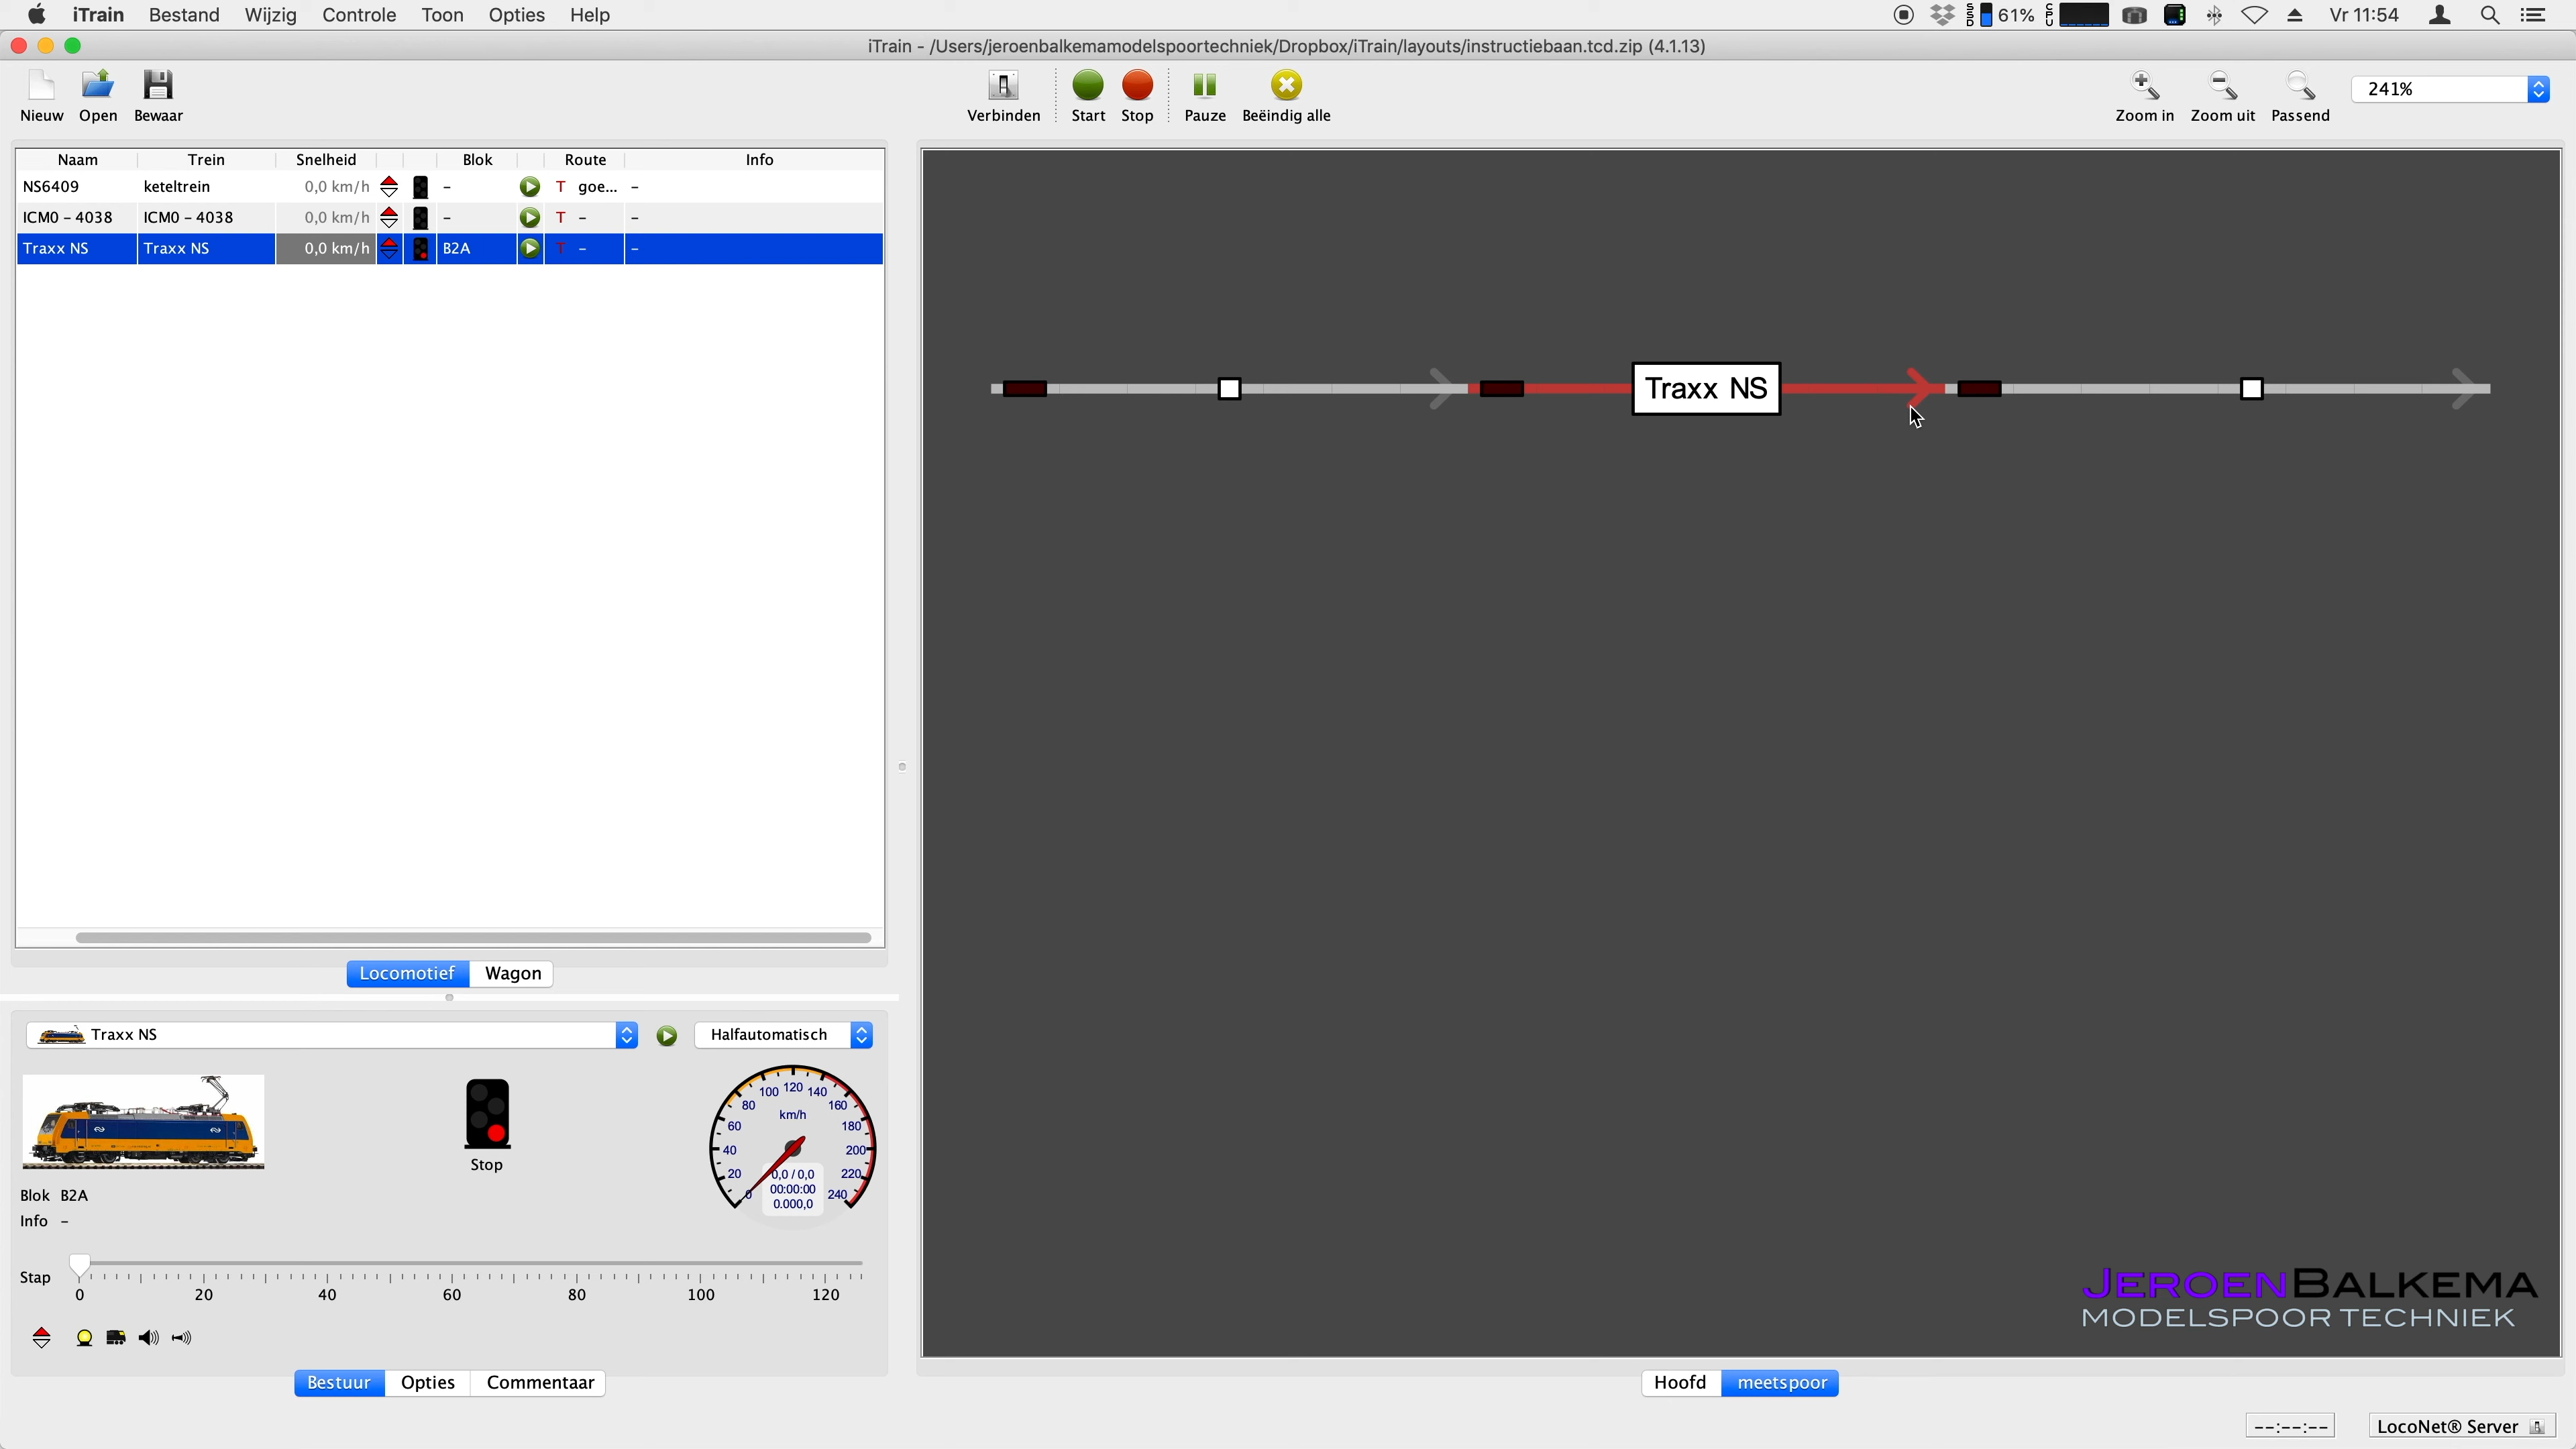 iTrain Bestand Wijzig Controle Toon Opties Help SSD 61% CPU Vr 11:54
iTrain - /Users/jeroenbalkemamodelspoortechniek/Dropbox/iTrain/layouts/instructiebaan.tcd.zip (4.1.13)
Nieuw Open Bewaar Verbinden Start Stop Pauze Beëindig alle Zoom in Zoom uit Passend 241%
Naam Trein Snelheid Blok Route Info
NS6409 keteltrein 0,0 km/h - T goe... -
ICM0 - 4038 ICM0 - 4038 0,0 km/h - T - -
Traxx NS Traxx NS 0,0 km/h B2A T - -
Traxx NS
Locomotief Wagon
Traxx NS Halfautomatisch
0 20 40 60 80 100 120 140 160 180 200 220 240
km/h
0,0 / 0,0
00:00:00
0.000,0
Stop
Blok B2A
Info -
Stap
0 20 40 60 80 100 120
Bestuur Opties Commentaar
JEROENBALKEMA
MODELSPOORTECHNIEK
Hoofd meetspoor
--:--:-- LocoNet® Server